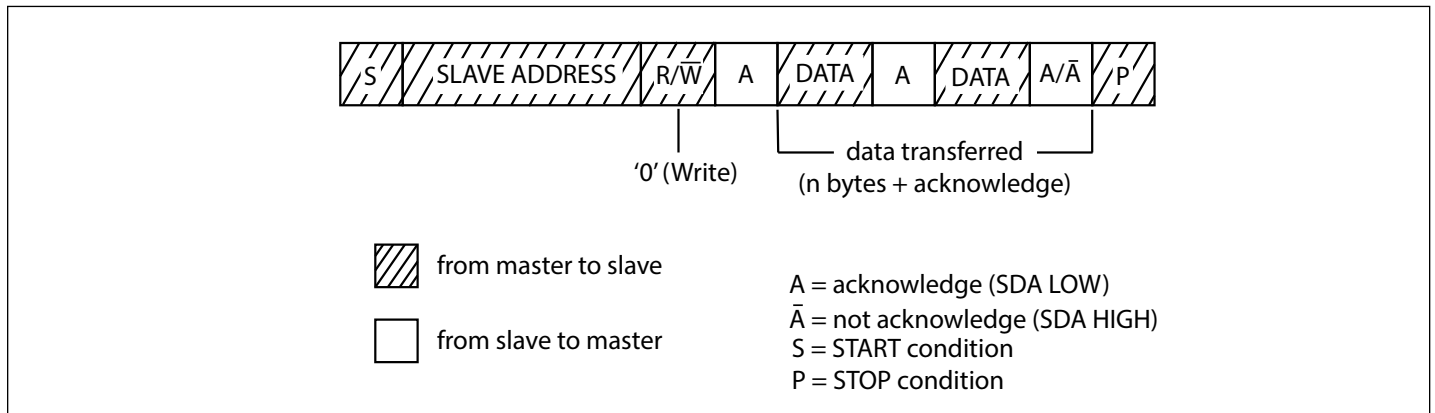 S SLAVE ADDRESS R/W̅ A DATA A DATA A/Ā P
'0' (Write)
data transferred
(n bytes + acknowledge)
from master to slave
from slave to master
A = acknowledge (SDA LOW)
Ā = not acknowledge (SDA HIGH)
S = START condition
P = STOP condition